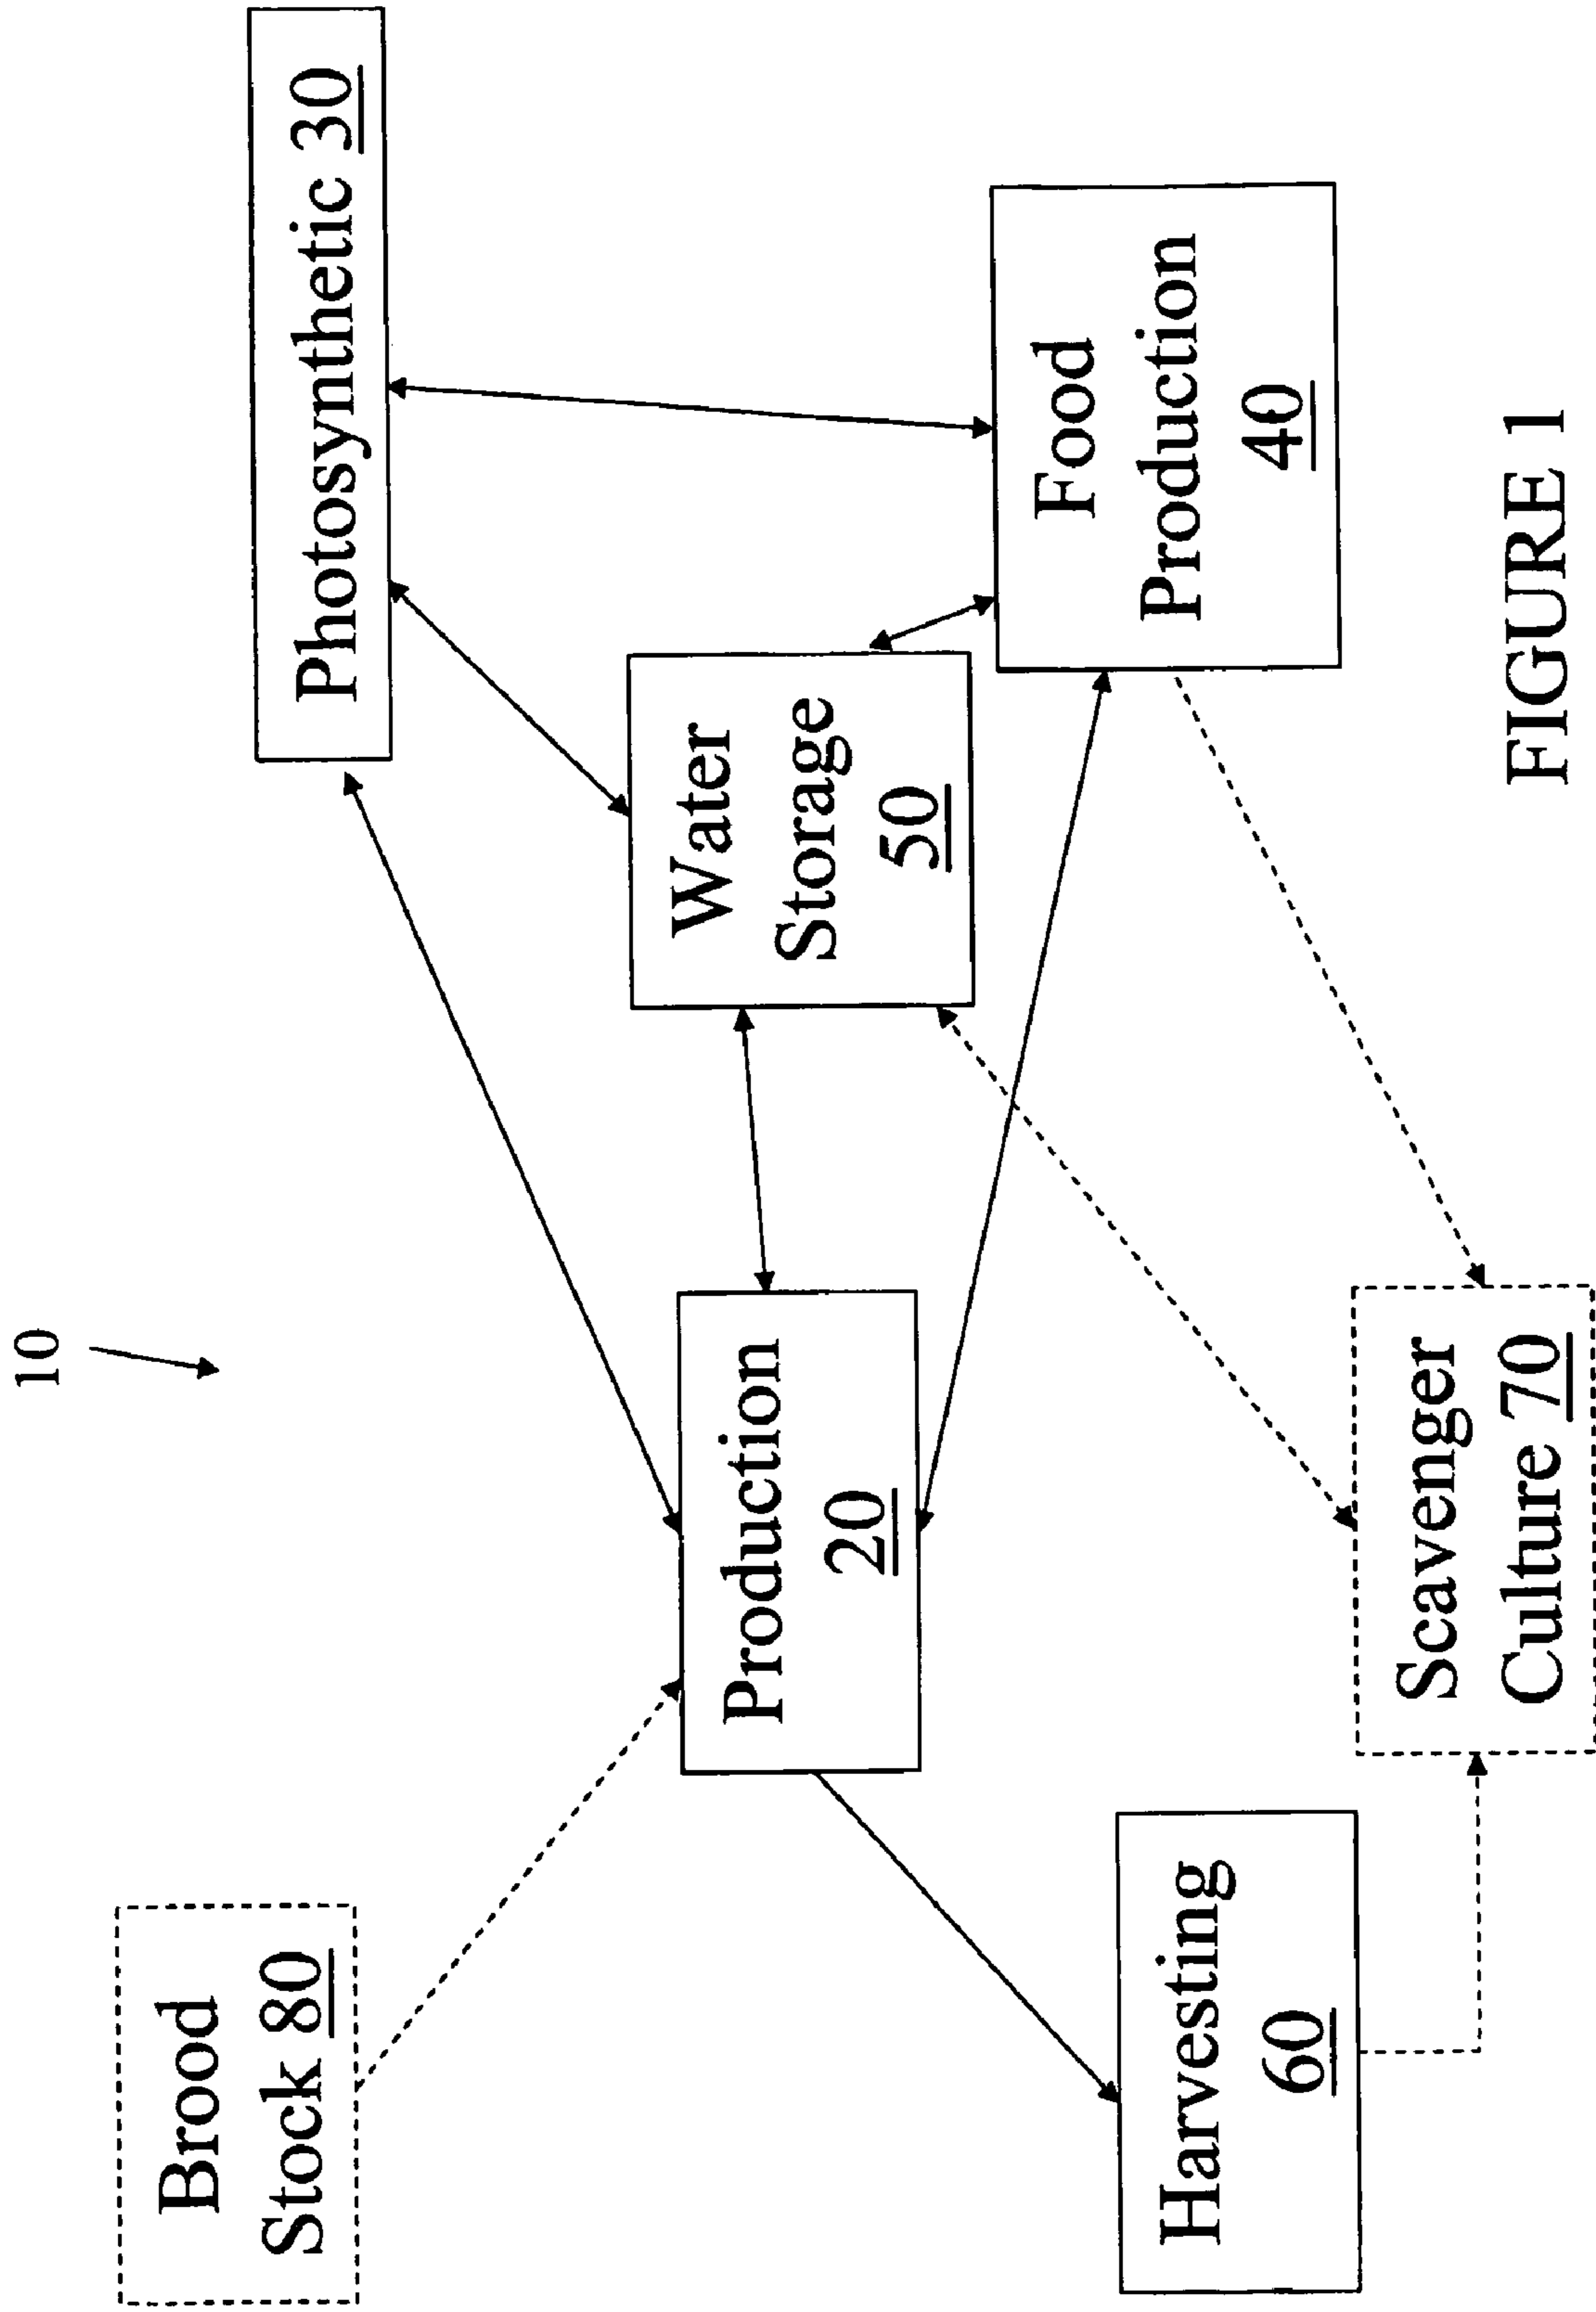 10
Brood
Stock 80
Photosynthetic 30
Production
20
Water
Storage
50
Harvesting
60
Food
Production
40
Scavenger
Culture 70
FIGURE 1